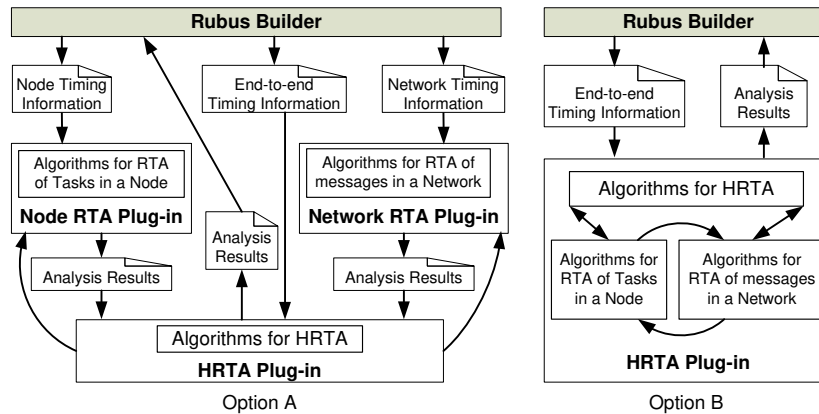 Rubus Builder
Node Timing
Information
End-to-end
Timing Information
Network Timing
Information
Algorithms for RTA
of Tasks in a Node
Node RTA Plug-in
Algorithms for RTA of
messages in a Network
Network RTA Plug-in
Analysis
Results
Analysis Results
Analysis Results
Algorithms for HRTA
HRTA Plug-in
Option A
Rubus Builder
End-to-end
Timing Information
Analysis
Results
Algorithms for HRTA
Algorithms for
RTA of Tasks
in a Node
Algorithms for
RTA of messages
in a Network
HRTA Plug-in
Option B